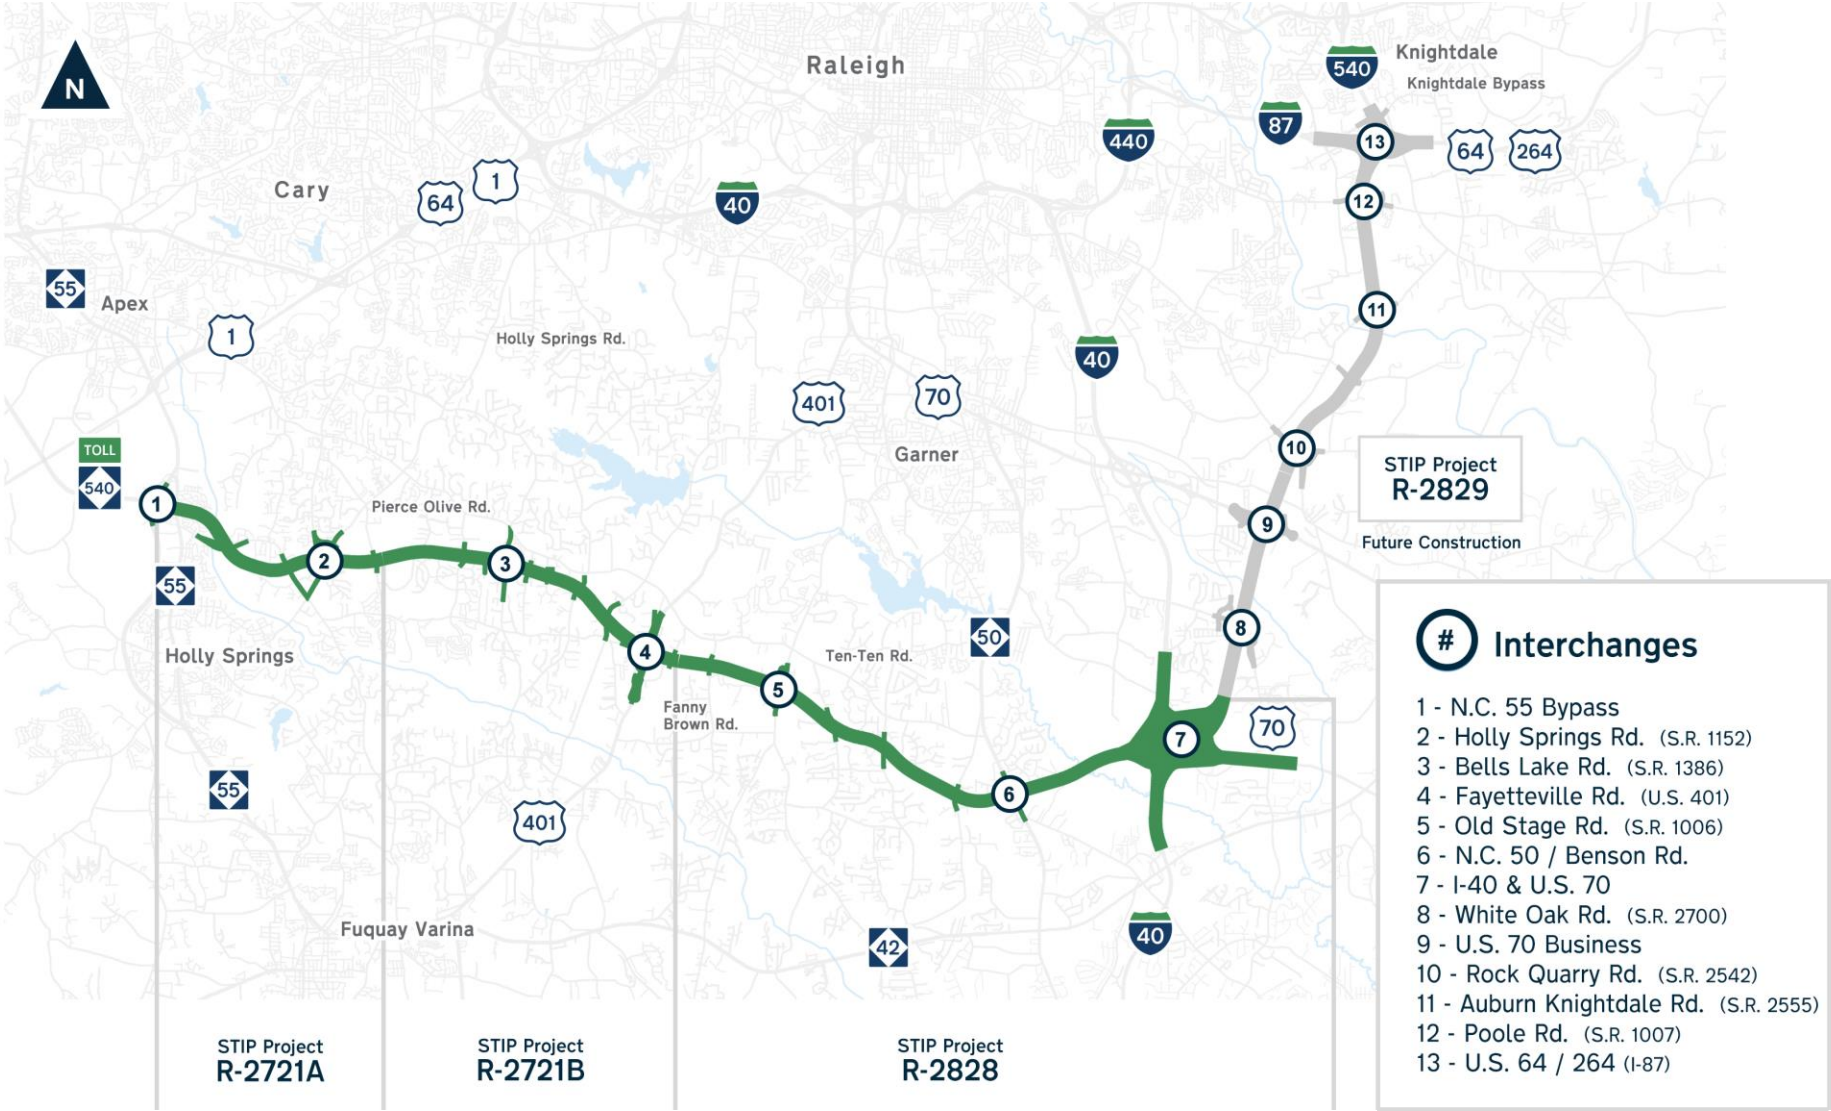 N
Raleigh
540
Knightdale
Knightdale Bypass
87
440
13
64
264
Cary
64
1
40
12
55
Apex
1
Holly Springs Rd.
11
40
401
70
Garner
10
TOLL
540
STIP Project
R-2829
Future Construction
1
Pierce Olive Rd.
9
2
3
55
8
50
Holly Springs
4
Ten-Ten Rd.
5
Fanny
Brown Rd.
7
70
55
6
401
Fuquay Varina
42
40
STIP Project
R-2721A
STIP Project
R-2721B
STIP Project
R-2828
# Interchanges
1 - N.C. 55 Bypass
2 - Holly Springs Rd. (S.R. 1152)
3 - Bells Lake Rd. (S.R. 1386)
4 - Fayetteville Rd. (U.S. 401)
5 - Old Stage Rd. (S.R. 1006)
6 - N.C. 50 / Benson Rd.
7 - I-40 & U.S. 70
8 - White Oak Rd. (S.R. 2700)
9 - U.S. 70 Business
10 - Rock Quarry Rd. (S.R. 2542)
11 - Auburn Knightdale Rd. (S.R. 2555)
12 - Poole Rd. (S.R. 1007)
13 - U.S. 64 / 264 (I-87)